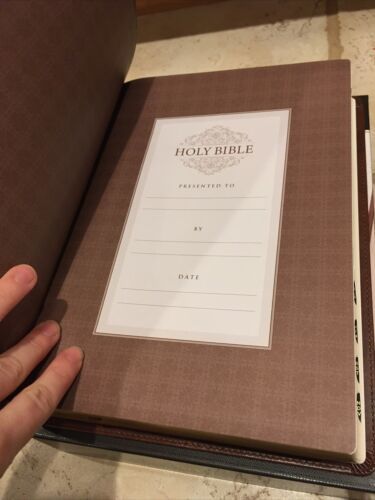 HOLY BIBLE
PRESENTED TO
BY
DATE